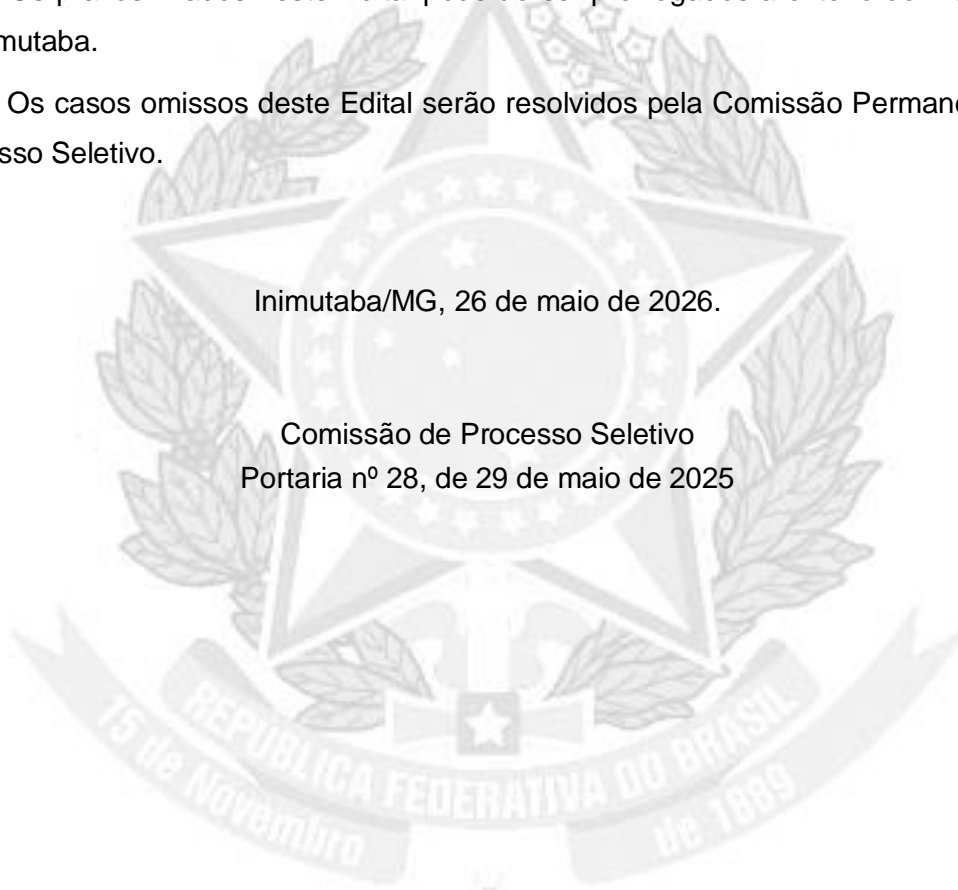 mutaba.
Os casos omissos deste Edital serão resolvidos pela Comissão
sso Seletivo.
Inimutaba/MG, 26 de maio de 2026.
Comissão de Processo Seletivo
Portaria nº 28, de 29 de maio de 2025
REPÚBLICA FEDERATIVA DO BRASIL
15 de Novembro de 1889